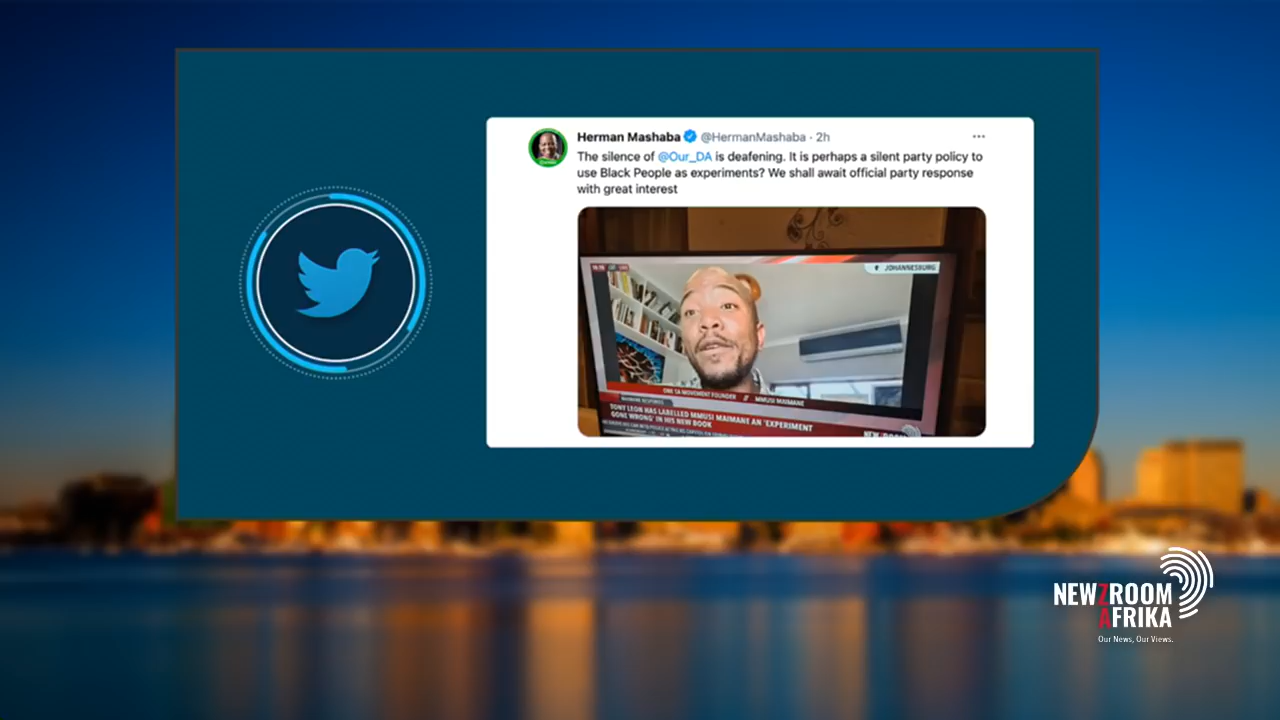 Herman Mashaba @HermanMashaba · 2h
The silence of @Our_DA is deafening. It is perhaps a silent party policy to
use Black People as experiments? We shall await official party response
with great interest
JOHANNESBURG
ONE SA MOVEMENT FOUNDER // MMUSI MAIMANE
MAIMANE RESPONDS
TONY LEON HAS LABELLED MMUSI MAIMANE AN 'EXPERIMENT
GONE WRONG' IN HIS NEW BOOK
NEWZROOM
AFRIKA
Our News, Our Views.